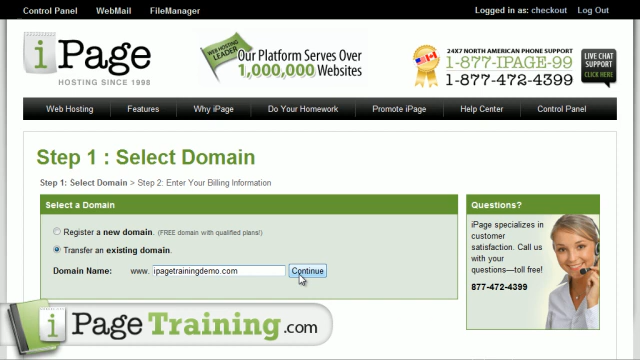 Control Panel WebMail FileManager Logged in as: checkout Log Out
iPage
HOSTING SINCE 1998
WEB HOSTING LEADER
Our Platform Serves Over
1,000,000 Websites
24X7 NORTH AMERICAN PHONE SUPPORT
1-877-IPAGE-99
1-877-472-4399
LIVE CHAT
SUPPORT
CLICK HERE
Web Hosting Features Why iPage Do Your Homework Promote iPage Help Center Control Panel
Step 1 : Select Domain
Step 1: Select Domain > Step 2: Enter Your Billing Information
Select a Domain
Register a new domain. (FREE domain with qualified plans!)
Transfer an existing domain.
Domain Name: www. ipagetrainingdemo.com Continue
Questions?
iPage specializes in
customer
satisfaction. Call us
with your
questions—toll free!
877-472-4399
iPageTraining.com